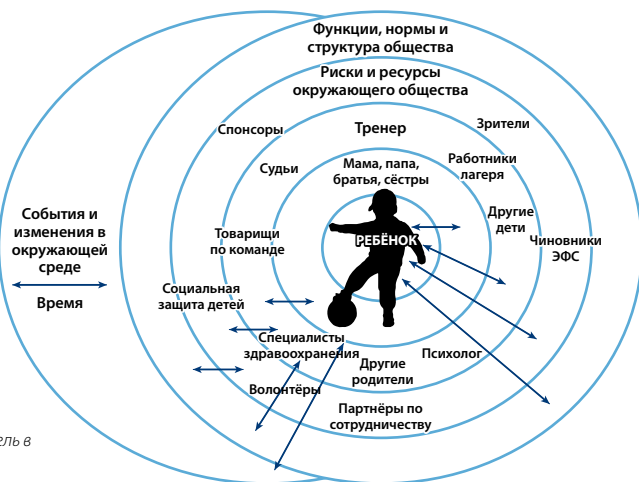 Функции, нормы и
структура общества
Риски и ресурсы
окружающего общества
Спонсоры
Тренер
Зрители
Судьи
Мама, папа,
братья, сёстры
Работники
лагеря
События и
изменения в
окружающей
среде
Время
Товарищи
по команде
РЕБЁНОК
Другие
дети
Чиновники
ЭФС
Социальная
защита детей
Специалисты
здравоохранения
Психолог
Другие
родители
Волонтёры
Партнёры по
сотрудничеству
ель в